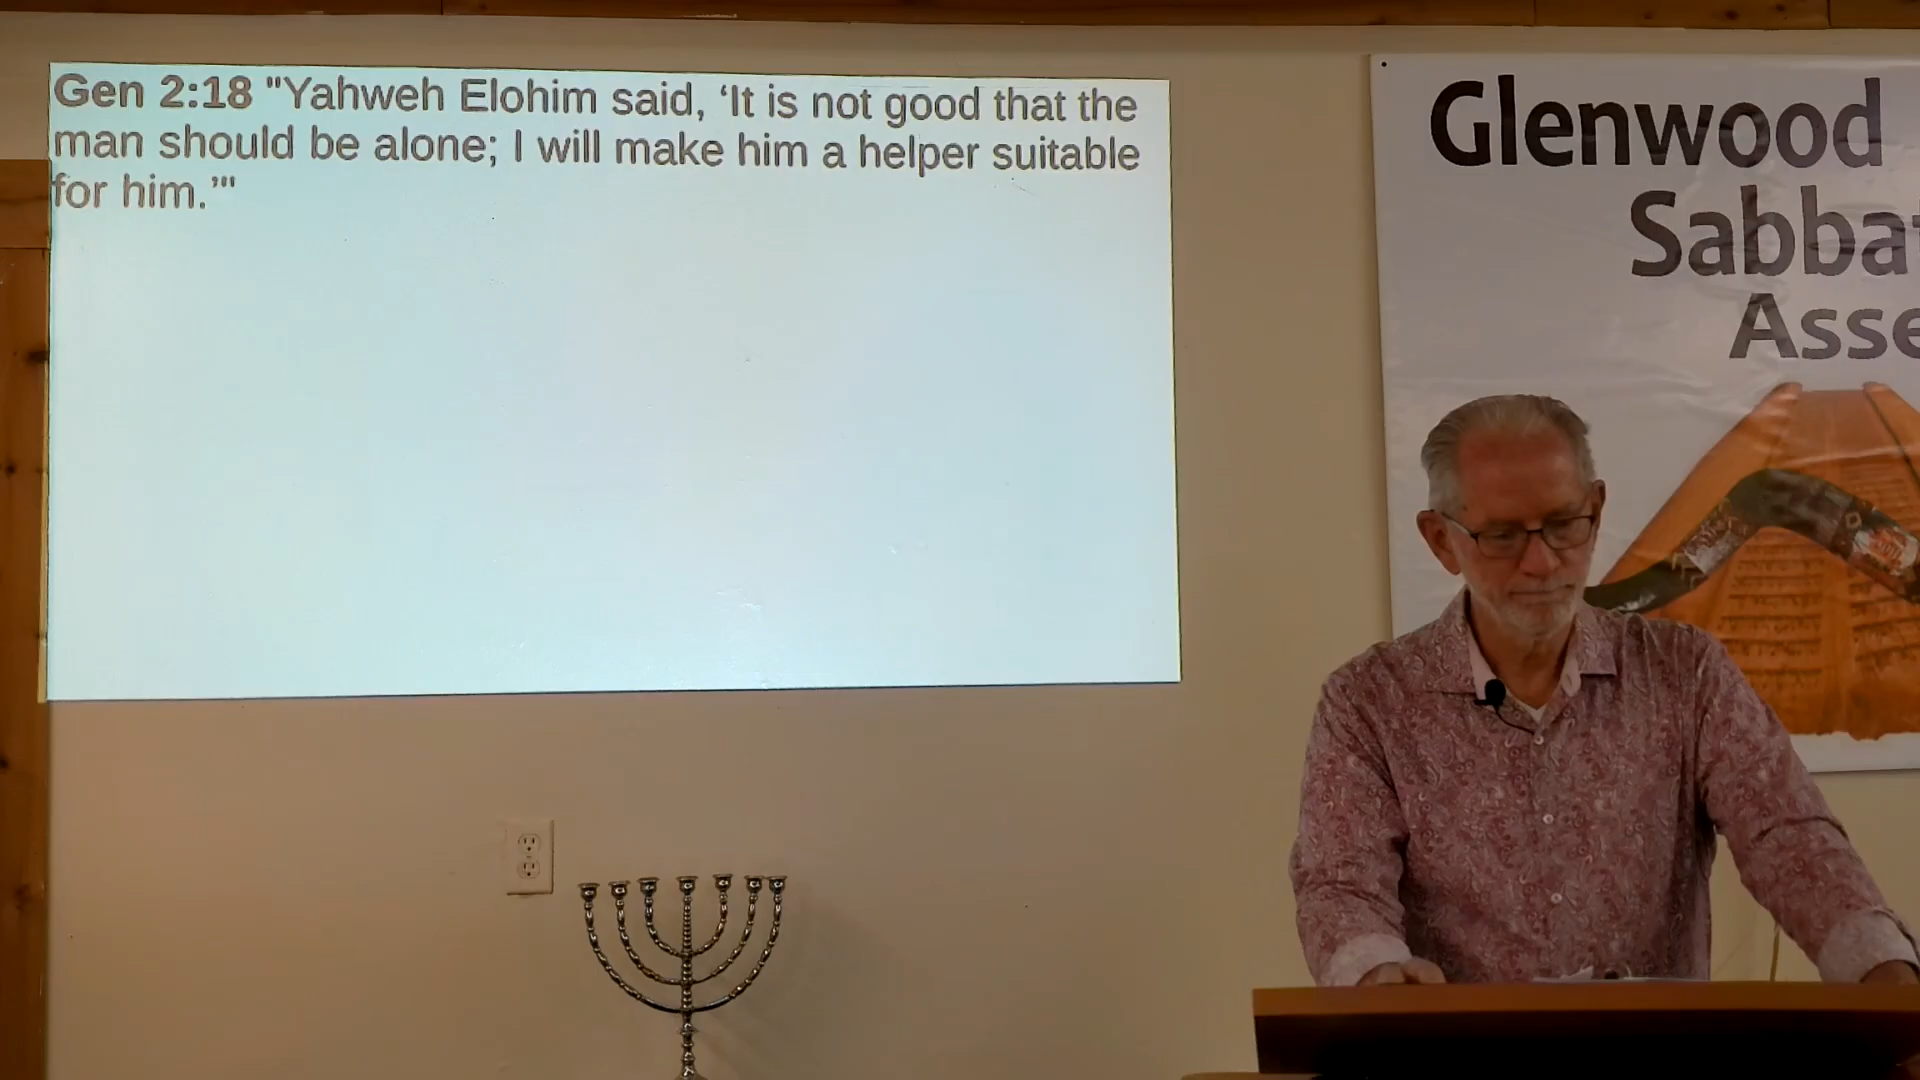 Gen 2:18 "Yahweh Elohim said, ‘It is not good that the
man should be alone; I will make him a helper suitable
for him.’"
Glenwood
Sabba
Asse